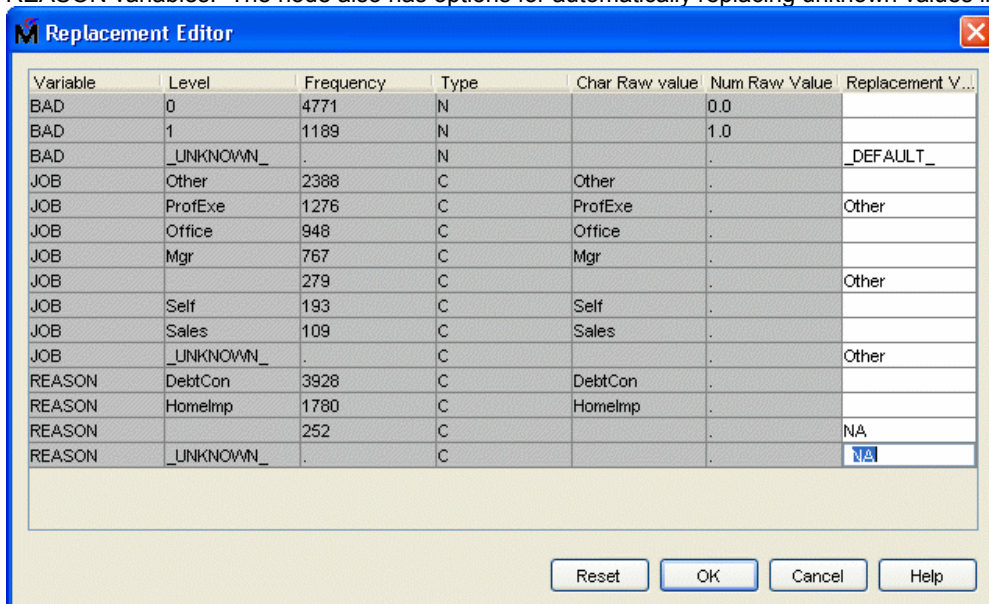 REASON variables. The node also has options for automatically replacing unknown values i
Replacement Editor
Variable Level Frequency Type Char Raw value Num Raw Value Replacement V...
BAD 0 4771 N 0.0
BAD 1 1189 N 1.0
BAD _UNKNOWN_ . N . _DEFAULT_
JOB Other 2388 C Other .
JOB ProfExe 1276 C ProfExe . Other
JOB Office 948 C Office .
JOB Mgr 767 C Mgr .
JOB 279 C . Other
JOB Self 193 C Self .
JOB Sales 109 C Sales .
JOB _UNKNOWN_ . C . Other
REASON DebtCon 3928 C DebtCon .
REASON HomeImp 1780 C HomeImp .
REASON 252 C . NA
REASON _UNKNOWN_ . C . NA
Reset OK Cancel Help